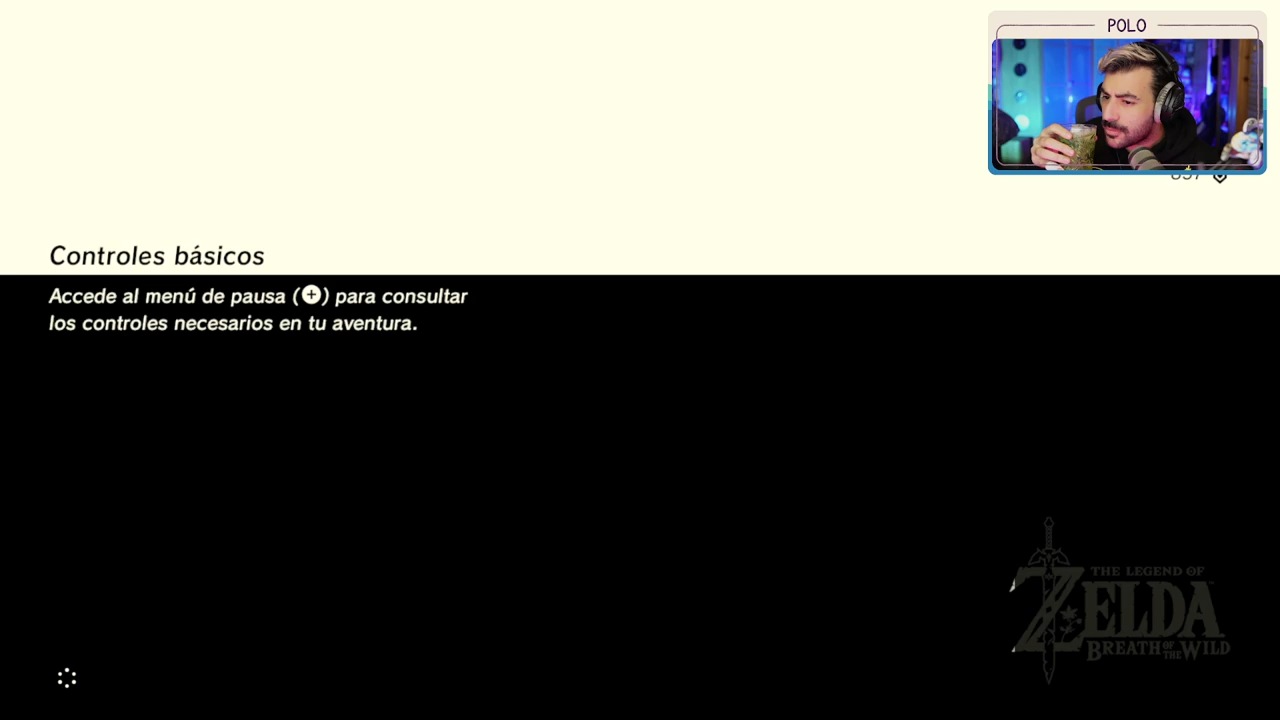 POLO
Controles básicos
Accede al menú de pausa (+) para consultar
los controles necesarios en tu aventura.
THE LEGEND OF
ZELDA
BREATH OF THE WILD